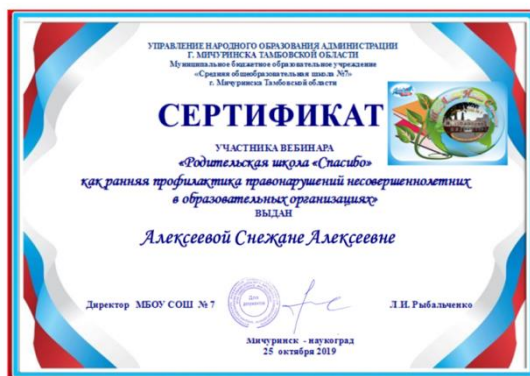 УПРАВЛЕНИЕ НАРОДНОГО ОБРАЗОВАНИЯ АДМИНИСТРАЦИИ
Г. МИЧУРИНСКА ТАМБОВСКОЙ ОБЛАСТИ
Муниципальное бюджетное образовательное учреждение
«Средняя общеобразовательная школа №7»
г. Мичуринска Тамбовской области
СЕРТИФИКАТ
УЧАСТНИКА ВЕБИНАРА
«Родительская школа «Спасибо»
как ранняя профилактика правонарушений несовершеннолетних
в образовательных организациях»
ВЫДАН
Алексеевой Снежане Алексеевне
Директор МБОУ СОШ № 7 Л.И. Рыбальченко
Для документов
Мичуринск - наукоград
25 октября 2019